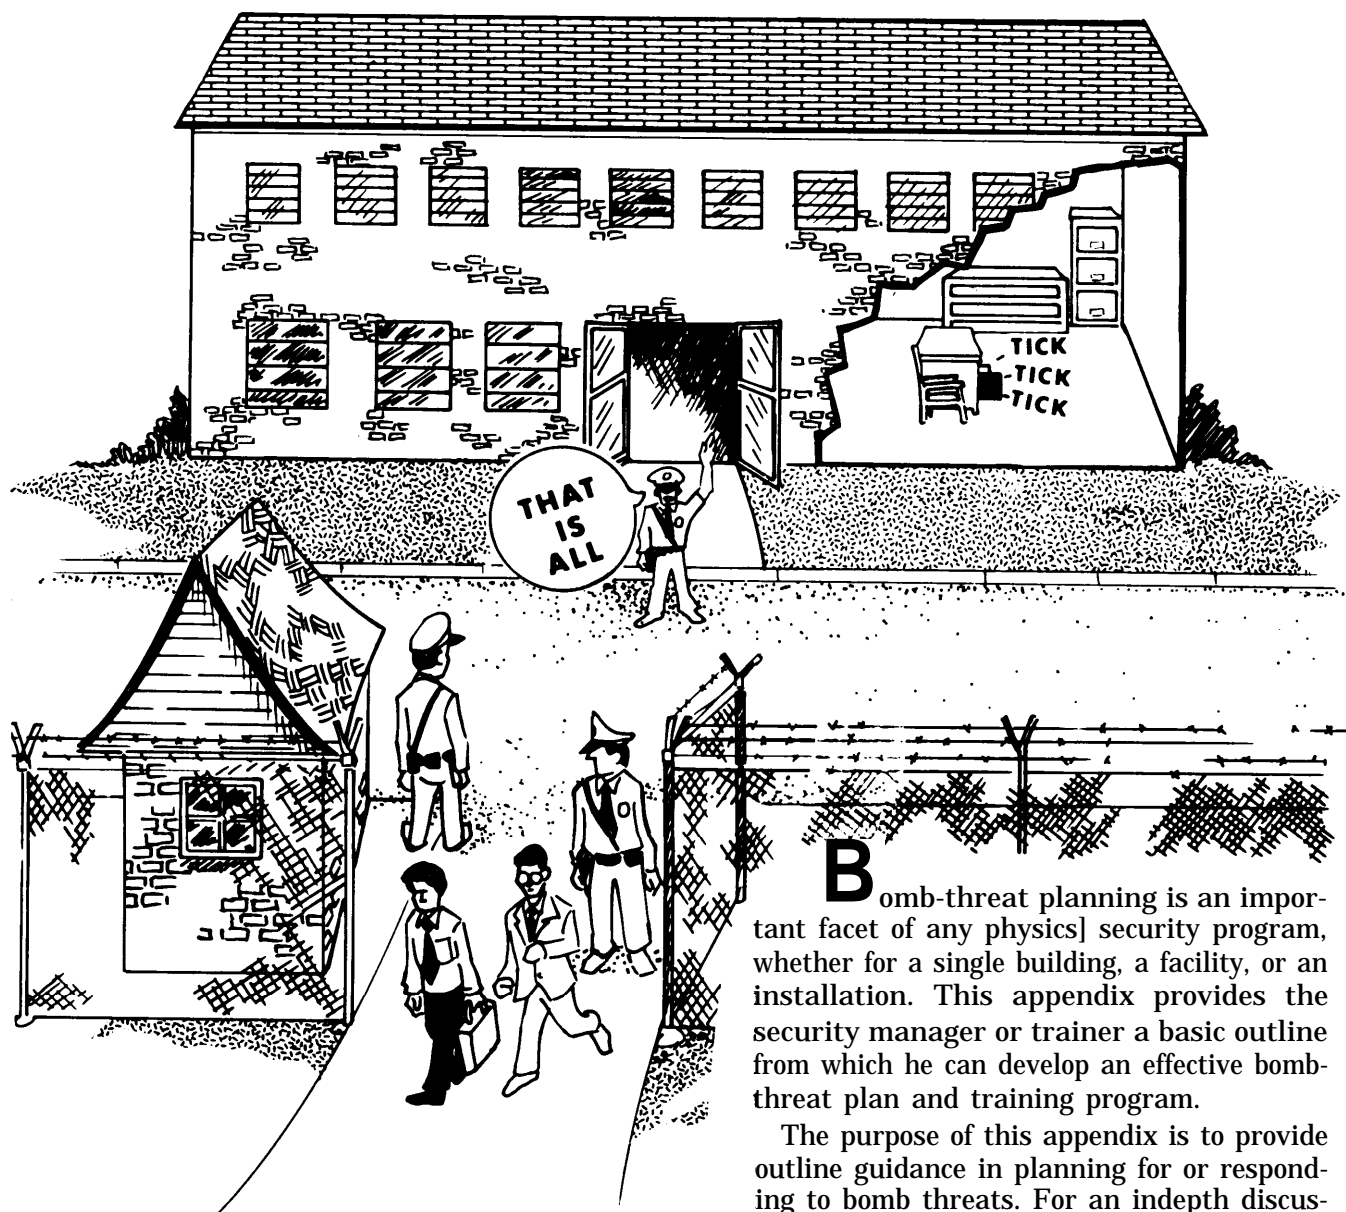 TICK
TICK
TICK
THAT
IS
ALL
Bomb-threat planning is an impor-
tant facet of any physics] security program,
whether for a single building, a facility, or an
installation. This appendix provides the
security manager or trainer a basic outline
from which he can develop an effective bomb-
threat plan and training program.
The purpose of this appendix is to provide
outline guidance in planning for or respond-
ing to bomb threats. For an indepth discus-